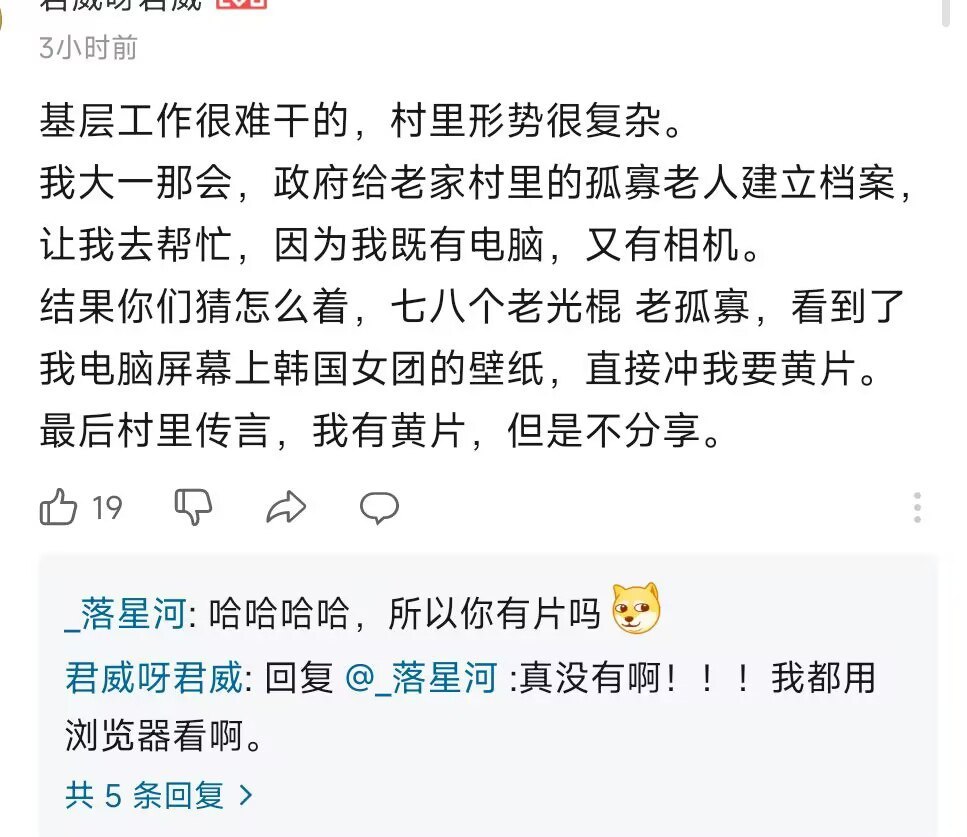 君威呀君威
3小时前
基层工作很难干的，村里形势很复杂。
我大一那会，政府给老家村里的孤寡老人建立档案，
让我去帮忙，因为我既有电脑，又有相机。
结果你们猜怎么着，七八个老光棍 老孤寡，看到了
我电脑屏幕上韩国女团的壁纸，直接冲我要黄片。
最后村里传言，我有黄片，但是不分享。
19
_落星河: 哈哈哈哈，所以你有片吗
君威呀君威: 回复 @_落星河 :真没有啊！！！我都用
浏览器看啊。
共 5 条回复 >